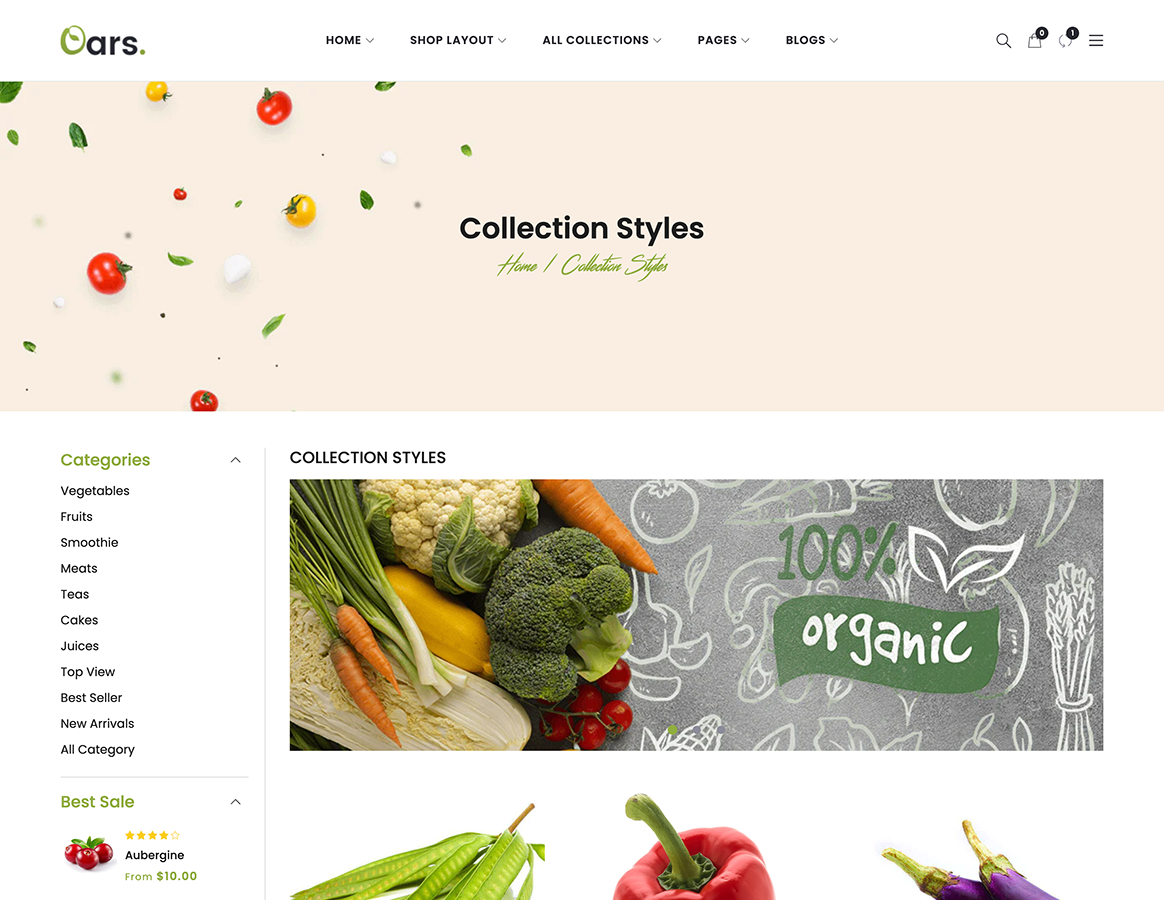 Oars.
HOME
SHOP LAYOUT
ALL COLLECTIONS
PAGES
BLOGS
0
1
Collection Styles
Home / Collection Styles
Categories
Vegetables
Fruits
Smoothie
Meats
Teas
Cakes
Juices
Top View
Best Seller
New Arrivals
All Category
Best Sale
Aubergine
From $10.00
COLLECTION STYLES
100%
organic